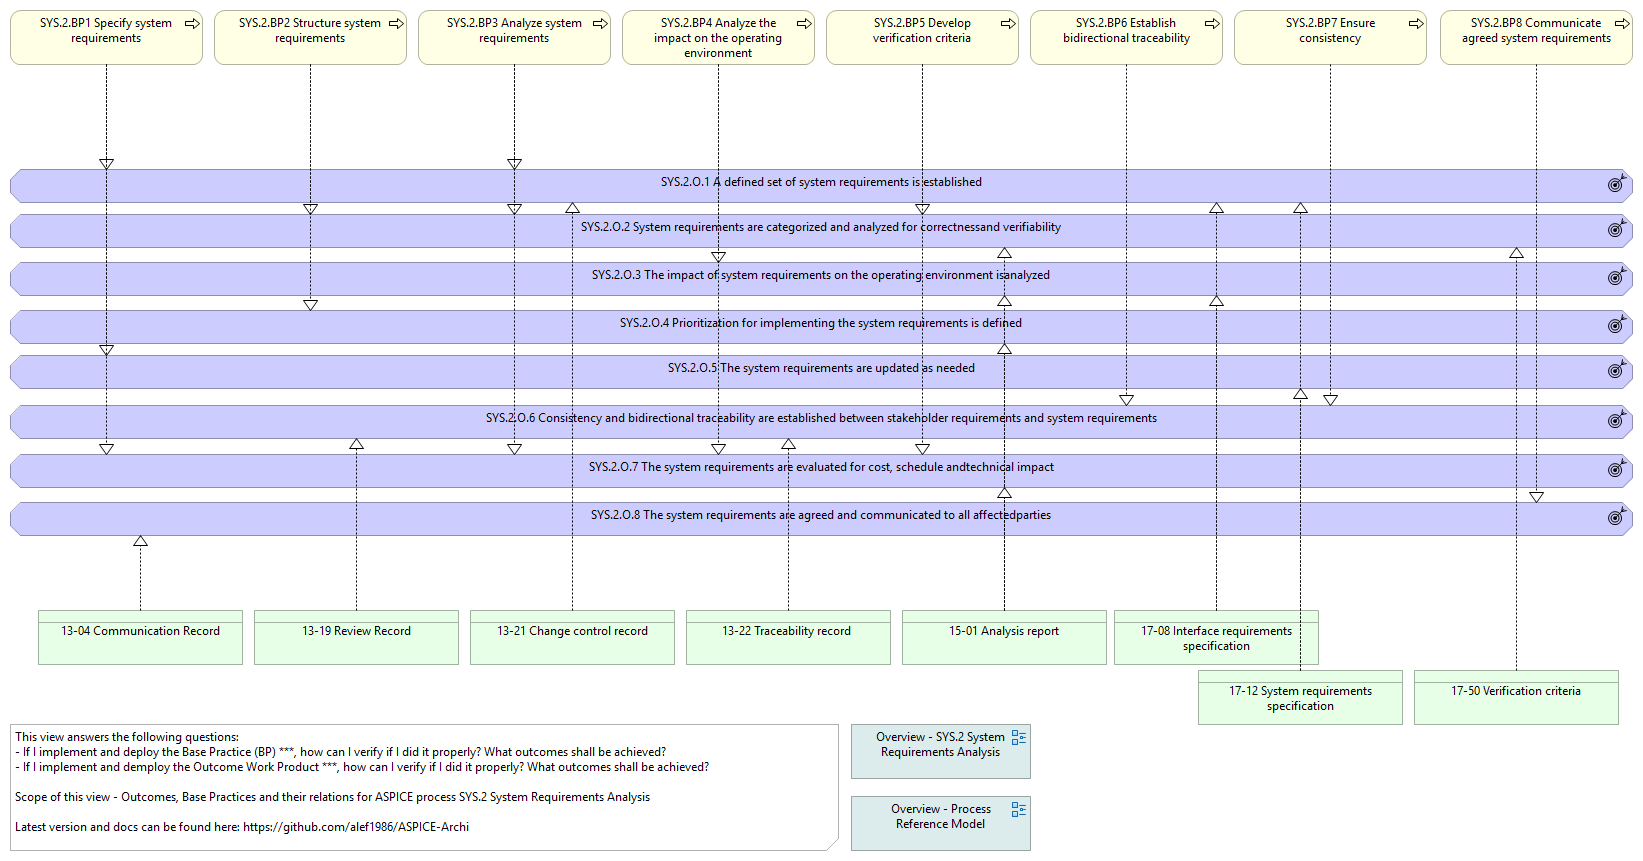 SYS.2.BP1 Specify system
requirements
SYS.2.BP2 Structure system
requirements
SYS.2.BP3 Analyze system
requirements
SYS.2.BP4 Analyze the
impact on the operating
environment
SYS.2.BP5 Develop
verification criteria
SYS.2.BP6 Establish
bidirectional traceability
SYS.2.BP7 Ensure
consistency
SYS.2.BP8 Communicate
agreed system requirements
SYS.2.O.1 A defined set of system requirements is established
SYS.2.O.2 System requirements are categorized and analyzed for correctnessand verifiability
SYS.2.O.3 The impact of system requirements on the operating environment isanalyzed
SYS.2.O.4 Prioritization for implementing the system requirements is defined
SYS.2.O.5 The system requirements are updated as needed
SYS.2.O.6 Consistency and bidirectional traceability are established between stakeholder requirements and system requirements
SYS.2.O.7 The system requirements are evaluated for cost, schedule andtechnical impact
SYS.2.O.8 The system requirements are agreed and communicated to all affectedparties
13-04 Communication Record
13-19 Review Record
13-21 Change control record
13-22 Traceability record
15-01 Analysis report
17-08 Interface requirements
specification
17-12 System requirements
specification
17-50 Verification criteria
This view answers the following questions:
- If I implement and deploy the Base Practice (BP) ***, how can I verify if I did it properly? What outcomes shall be achieved?
- If I implement and demploy the Outcome Work Product ***, how can I verify if I did it properly? What outcomes shall be achieved?
Scope of this view - Outcomes, Base Practices and their relations for ASPICE process SYS.2 System Requirements Analysis
Latest version and docs can be found here: https://github.com/alef1986/ASPICE-Archi
Overview - SYS.2 System
Requirements Analysis
Overview - Process
Reference Model